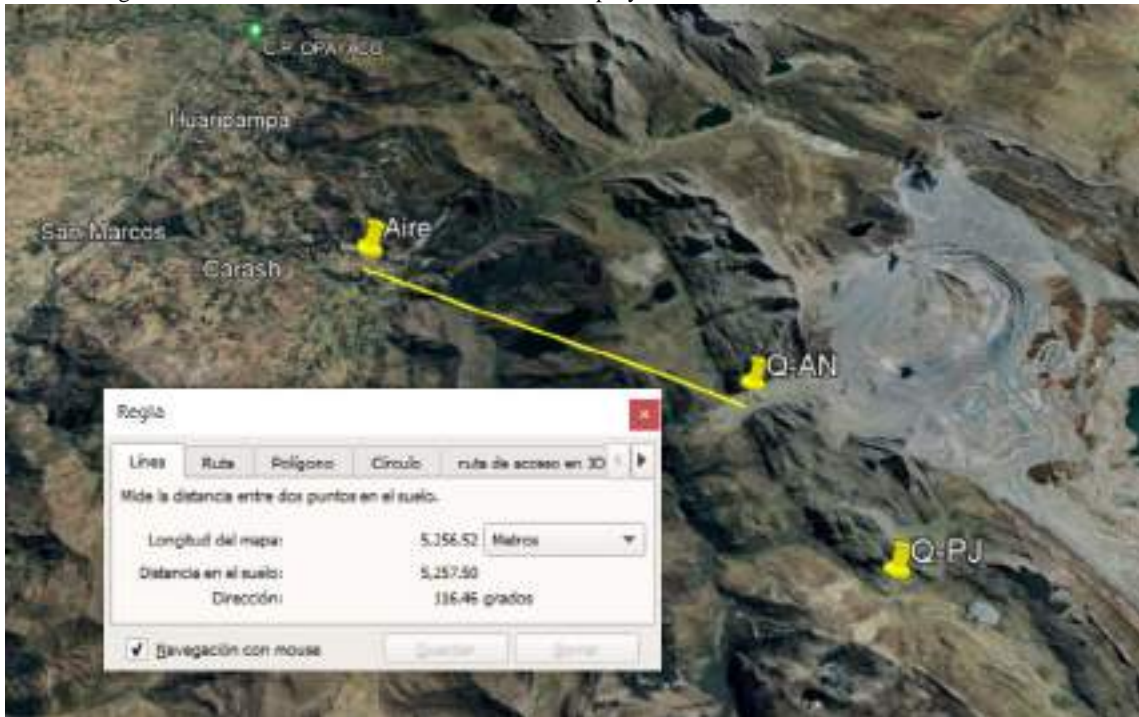 C.P. OPAYACO
Huaripampa
San Marcos
Aire
Carash
Q-AN
Regla
Línea Ruta Polígono Círculo ruta de acceso en 3D
Mide la distancia entre dos puntos en el suelo.
Longitud del mapa: 5,256.52 Metros
Distancia en el suelo: 5,257.50
Dirección: 116.46 grados
Navegación con mouse Guardar Borrar
Q-PJ